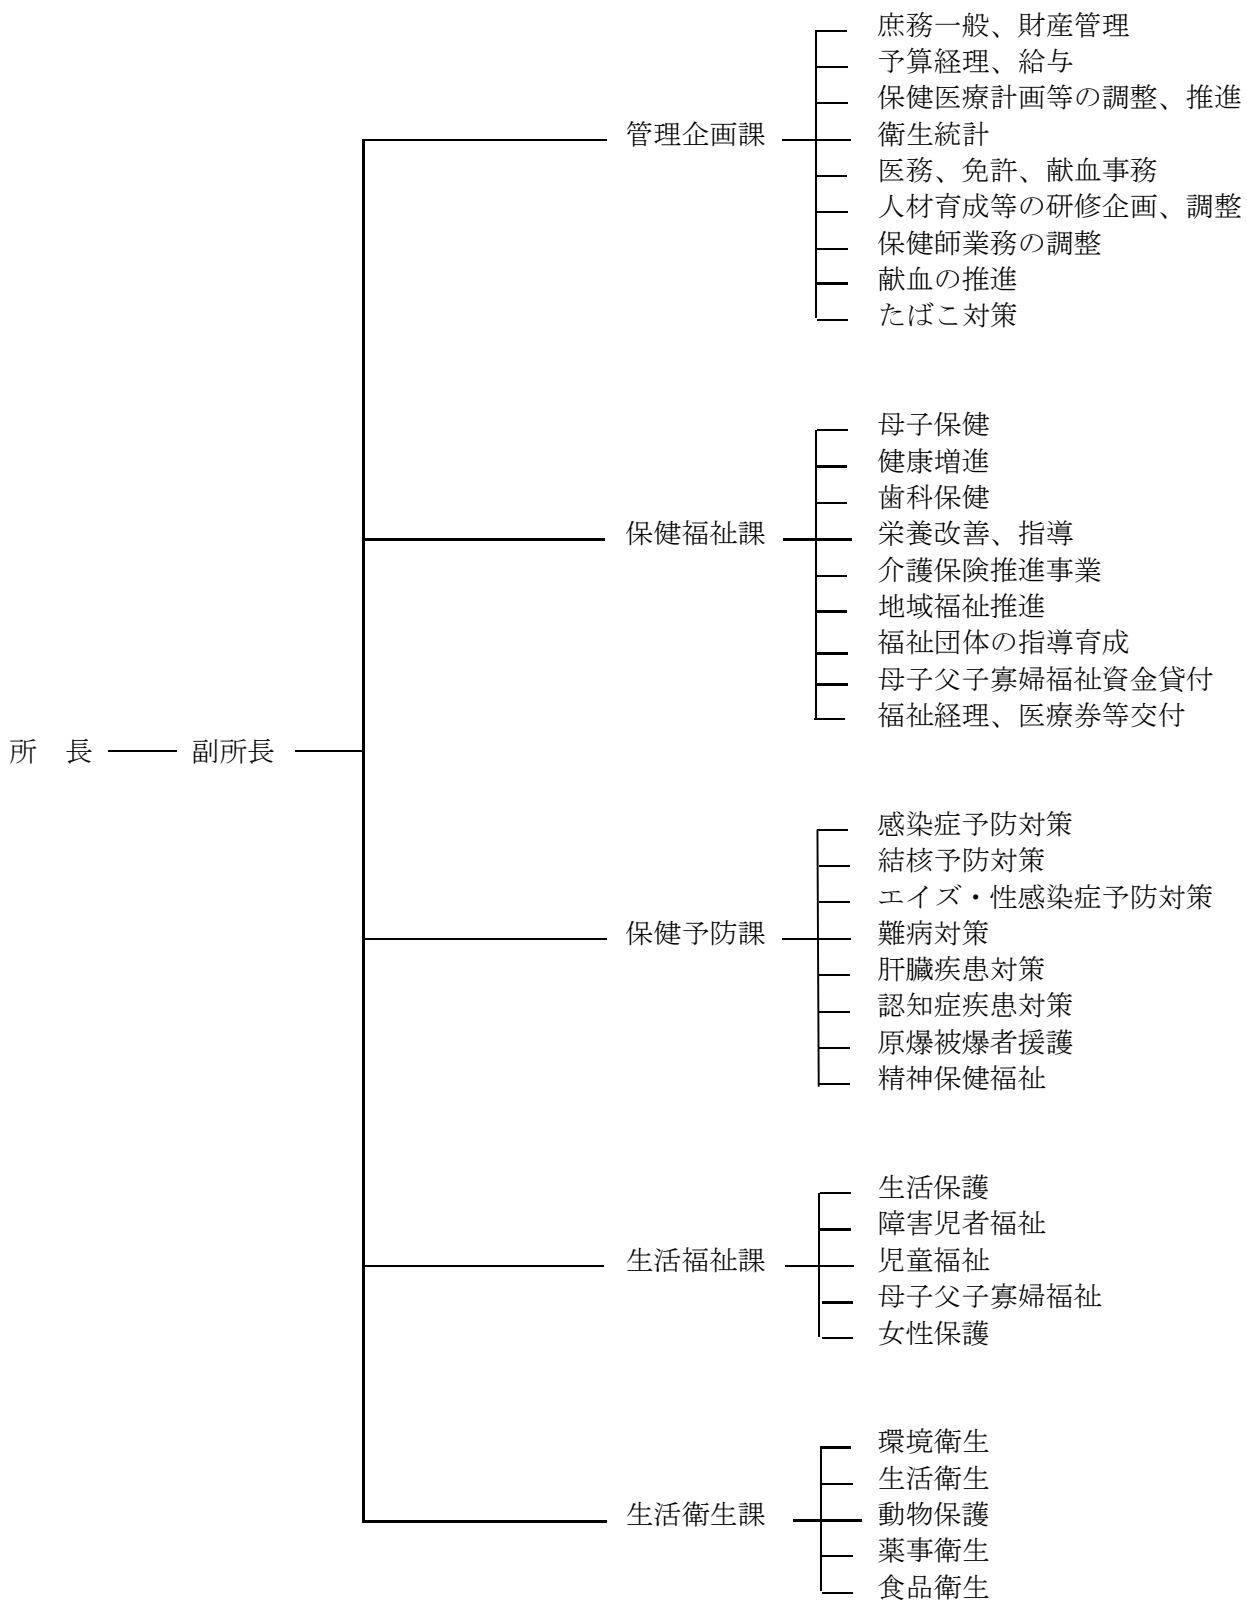 所　長
副所長
管理企画課
庶務一般、財産管理
予算経理、給与
保健医療計画等の調整、推進
衛生統計
医務、免許、献血事務
人材育成等の研修企画、調整
保健師業務の調整
献血の推進
たばこ対策
保健福祉課
母子保健
健康増進
歯科保健
栄養改善、指導
介護保険推進事業
地域福祉推進
福祉団体の指導育成
母子父子寡婦福祉資金貸付
福祉経理、医療券等交付
保健予防課
感染症予防対策
結核予防対策
エイズ・性感染症予防対策
難病対策
肝臓疾患対策
認知症疾患対策
原爆被爆者援護
精神保健福祉
生活福祉課
生活保護
障害児者福祉
児童福祉
母子父子寡婦福祉
女性保護
生活衛生課
環境衛生
生活衛生
動物保護
薬事衛生
食品衛生